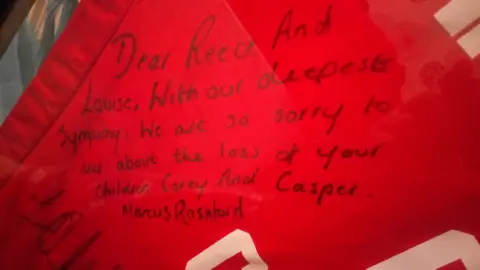 Dear Reece And
Louise, With our deepest
Sympathy. We are so sorry to
about the loss of your
children Corey And Casper.
Marcus Rashford